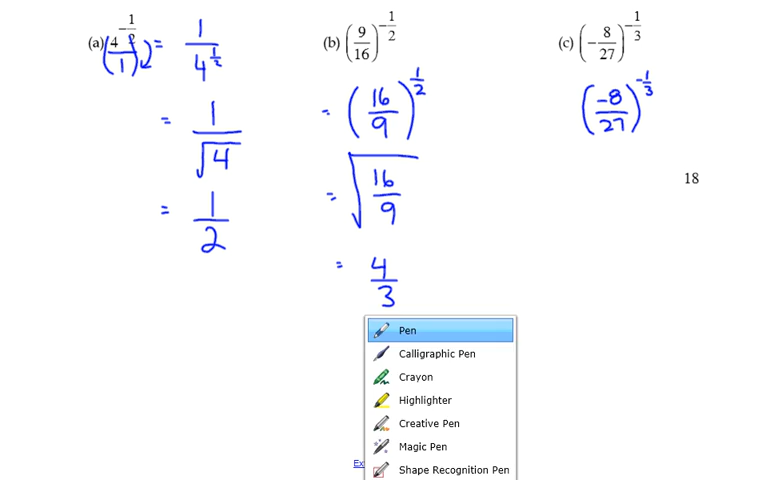 (a) 4^{-1/2} = 1/4^{1/2}
(4/1)
= 1/√4
= 1/2
(b) (9/16)^{-1/2}
= (16/9)^{1/2}
= √(16/9)
= 4/3
(c) (-8/27)^{-1/3}
(-8/27)^{-1/3}
18
Pen
Calligraphic Pen
Crayon
Highlighter
Creative Pen
Magic Pen
Shape Recognition Pen